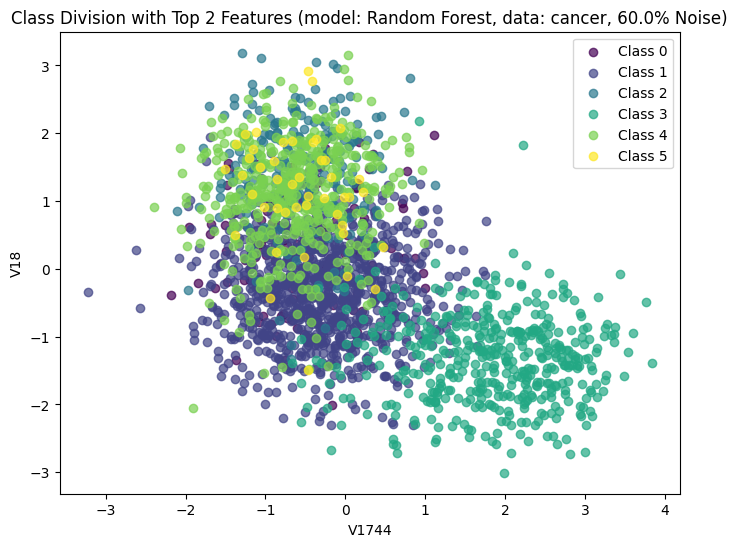 Class Division with Top 2 Features (model: Random Forest, data: cancer, 60.0% Noise)
Class 0
Class 1
Class 2
Class 3
Class 4
Class 5
3
2
1
0
−1
−2
−3
V18
−3
−2
−1
0
1
2
3
4
V1744